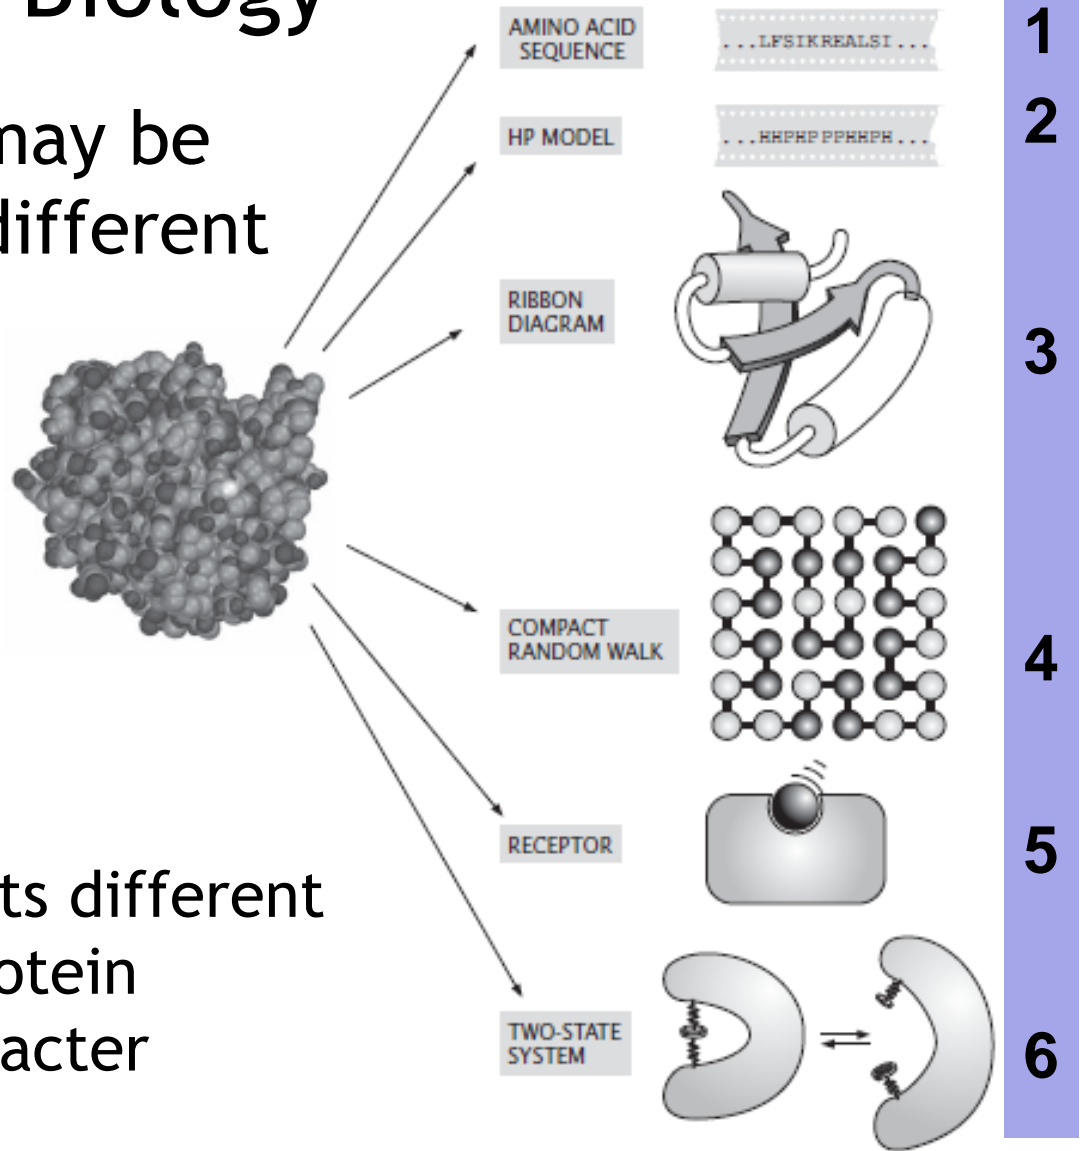 Biology
may be
different
ts different
otein
acter
AMINO ACID
SEQUENCE
...LFSIKREALSI...
1
HP MODEL
...HHPHPPPHHPH...
2
RIBBON
DIAGRAM
3
COMPACT
RANDOM WALK
4
RECEPTOR
5
TWO-STATE
SYSTEM
6